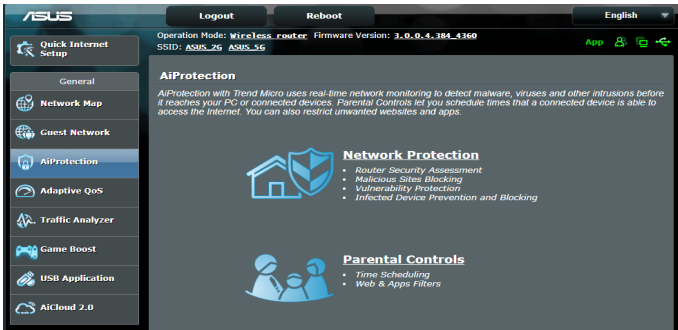 ASUS
Logout
Reboot
English
Quick Internet
Setup
Operation Mode: Wireless router Firmware Version: 3.0.0.4.384_4360
SSID: ASUS_2G ASUS_5G
App
General
Network Map
Guest Network
AiProtection
Adaptive QoS
Traffic Analyzer
Game Boost
USB Application
AiCloud 2.0
AiProtection
AiProtection with Trend Micro uses real-time network monitoring to detect malware, viruses and other intrusions before
it reaches your PC or connected devices. Parental Controls let you schedule times that a connected device is able to
access the Internet. You can also restrict unwanted websites and apps.
Network Protection
• Router Security Assessment
• Malicious Sites Blocking
• Vulnerability Protection
• Infected Device Prevention and Blocking
Parental Controls
• Time Scheduling
• Web & Apps Filters